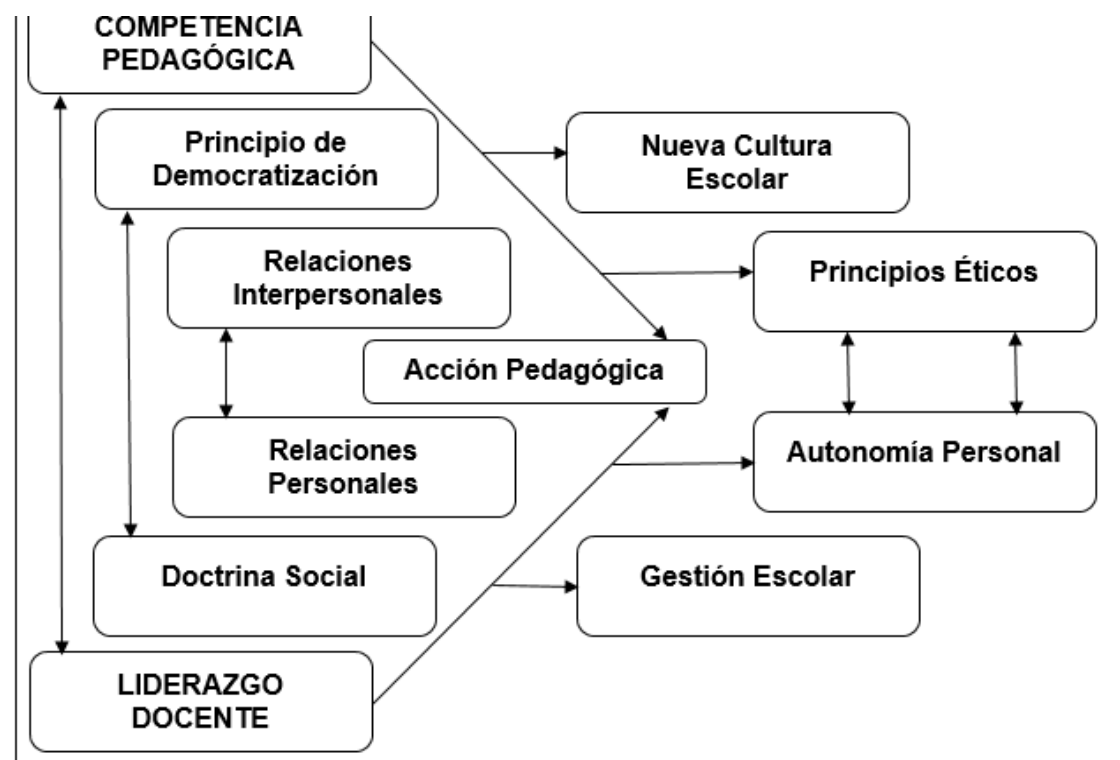 COMPETENCIA
PEDAGÓGICA
Principio de
Democratización
Nueva Cultura
Escolar
Relaciones
Interpersonales
Principios Éticos
Acción Pedagógica
Relaciones
Personales
Autonomía Personal
Doctrina Social
Gestión Escolar
LIDERAZGO
DOCENTE